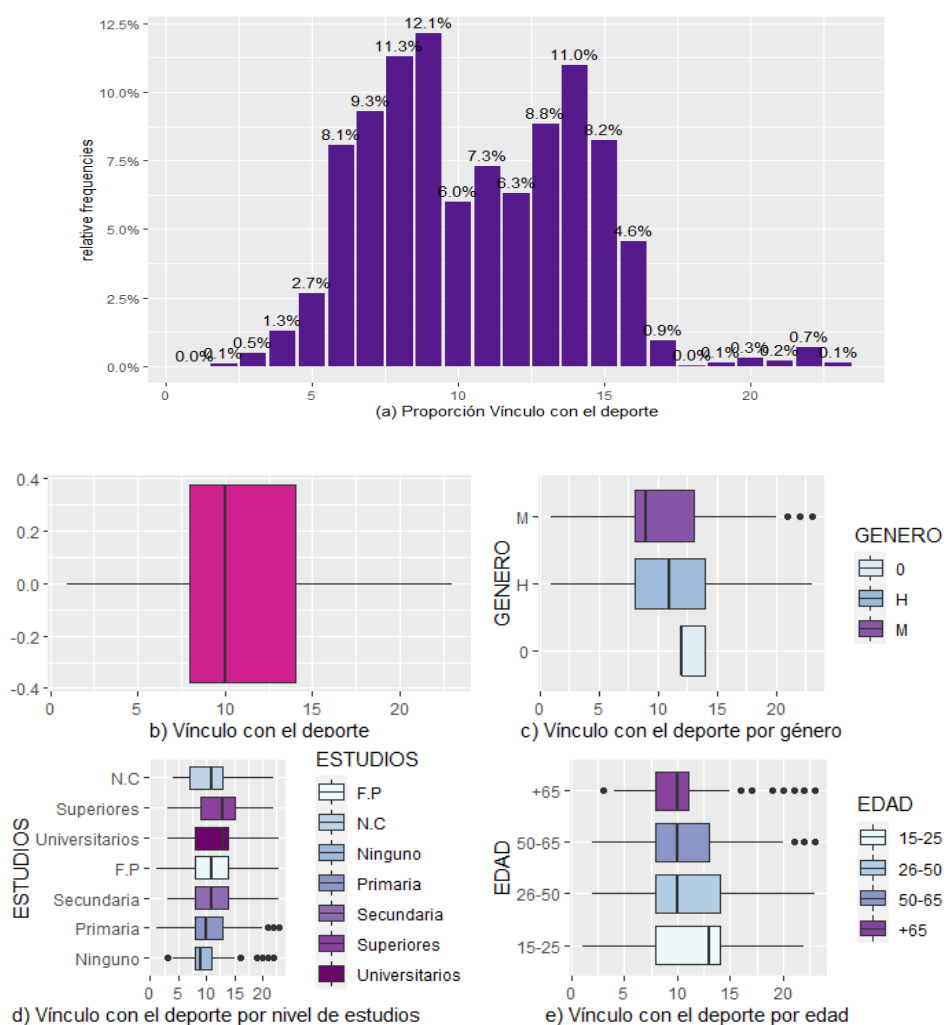 12.5%
10.0%
7.5%
5.0%
2.5%
0.0%
relative frequencies
0.0%
0.1%
0.5%
1.3%
2.7%
8.1%
9.3%
11.3%
12.1%
6.0%
7.3%
6.3%
8.8%
11.0%
8.2%
4.6%
0.9%
0.0%
0.1%
0.3%
0.2%
0.7%
0.1%
0 5 10 15 20
(a) Proporción Vínculo con el deporte
0.4
0.2
0.0
-0.2
-0.4
0 5 10 15 20
b) Vínculo con el deporte
GENERO
M
H
0
0 5 10 15 20
c) Vínculo con el deporte por género
GENERO
0
H
M
ESTUDIOS
N.C
Superiores
Universitarios
F.P
Secundaria
Primaria
Ninguno
0 5 10 15 20
d) Vínculo con el deporte por nivel de estudios
ESTUDIOS
F.P
N.C
Ninguno
Primaria
Secundaria
Superiores
Universitarios
EDAD
+65
50-65
26-50
15-25
0 5 10 15 20
e) Vínculo con el deporte por edad
EDAD
15-25
26-50
50-65
+65